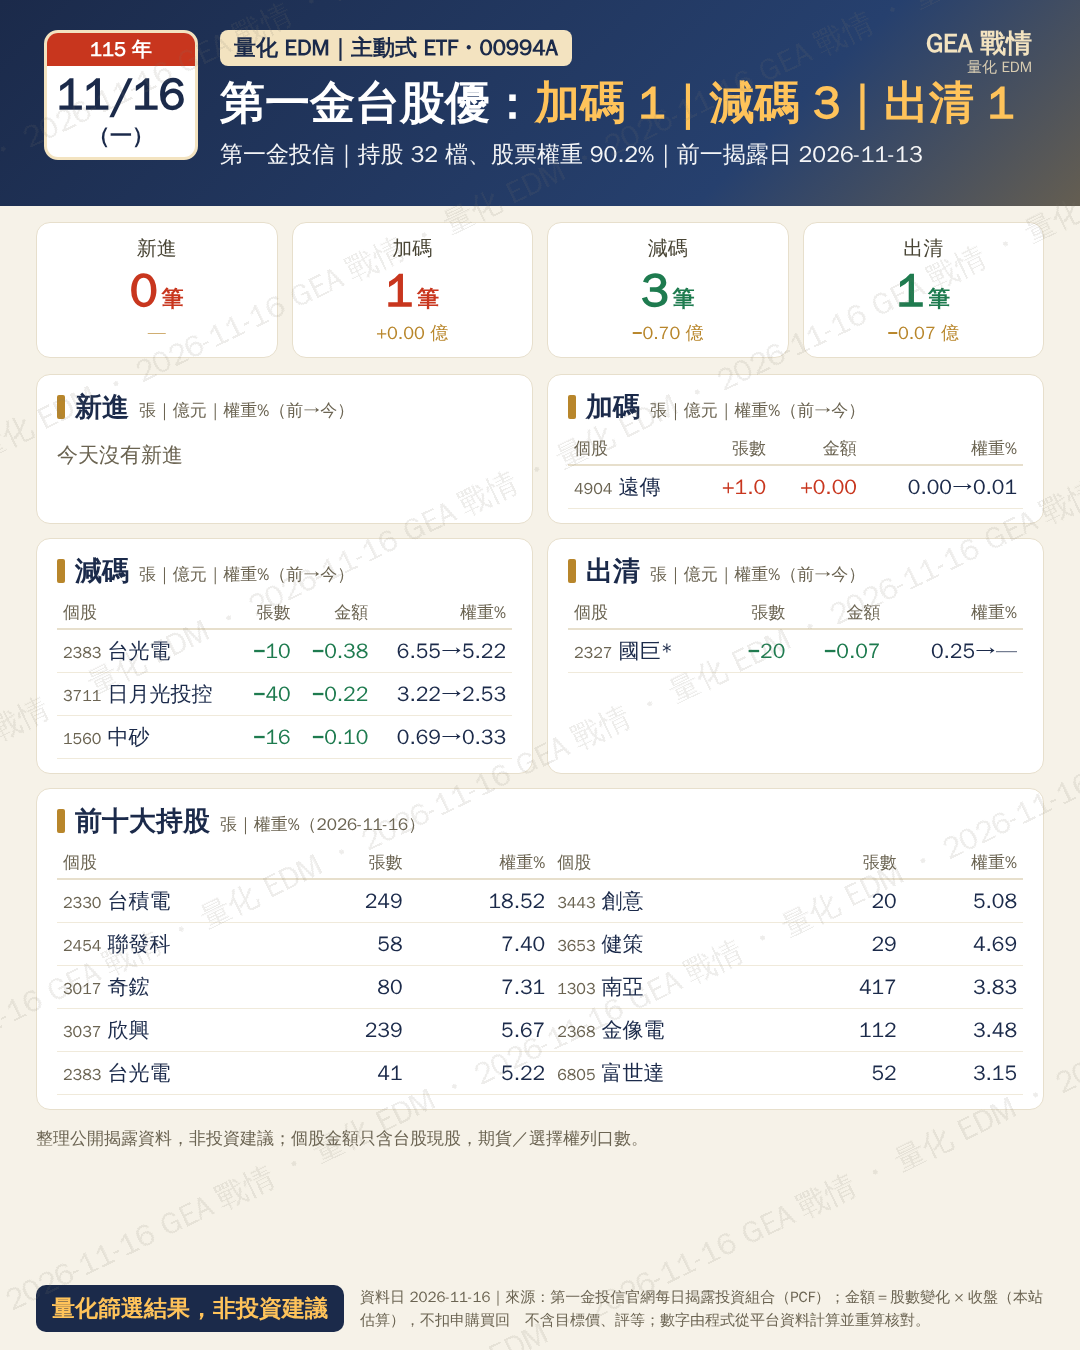 115 年
11/16
（一）
量化 EDM｜主動式 ETF・00994A
GEA 戰情
量化 EDM
第一金台股優：加碼 1｜減碼 3｜出清 1
第一金投信｜持股 32 檔、股票權重 90.2%｜前一揭露日 2026-11-13
新進
0筆
—
加碼
1筆
+0.00 億
減碼
3筆
−0.70 億
出清
1筆
−0.07 億
新進 張｜億元｜權重%（前→今）
今天沒有新進
加碼 張｜億元｜權重%（前→今）
個股 張數 金額 權重%
4904 遠傳 +1.0 +0.00 0.00→0.01
減碼 張｜億元｜權重%（前→今）
個股 張數 金額 權重%
2383 台光電 −10 −0.38 6.55→5.22
3711 日月光投控 −40 −0.22 3.22→2.53
1560 中砂 −16 −0.10 0.69→0.33
出清 張｜億元｜權重%（前→今）
個股 張數 金額 權重%
2327 國巨* −20 −0.07 0.25→—
前十大持股 張｜權重%（2026-11-16）
個股 張數 權重% 個股 張數 權重%
2330 台積電 249 18.52 3443 創意 20 5.08
2454 聯發科 58 7.40 3653 健策 29 4.69
3017 奇鋐 80 7.31 1303 南亞 417 3.83
3037 欣興 239 5.67 2368 金像電 112 3.48
2383 台光電 41 5.22 6805 富世達 52 3.15
整理公開揭露資料，非投資建議；個股金額只含台股現股，期貨／選擇權列口數。
量化篩選結果，非投資建議
資料日 2026-11-16｜來源：第一金投信官網每日揭露投資組合（PCF）；金額＝股數變化 × 收盤（本站
估算），不扣申購買回　不含目標價、評等；數字由程式從平台資料計算並重算核對。